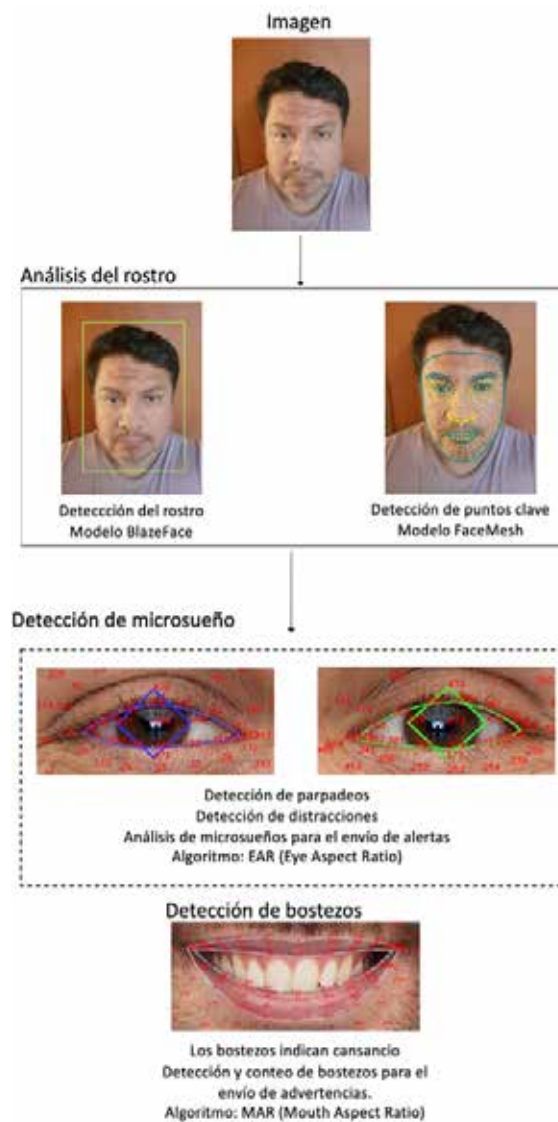 Imagen
Análisis del rostro
Deteccción del rostro
Modelo BlazeFace
Detección de puntos clave
Modelo FaceMesh
Detección de microsueño
Detección de parpadeos
Detección de distracciones
Análisis de microsueños para el envío de alertas
Algoritmo: EAR (Eye Aspect Ratio)
Detección de bostezos
Los bostezos indican cansancio
Detección y conteo de bostezos para el
envío de advertencias.
Algoritmo: MAR (Mouth Aspect Ratio)